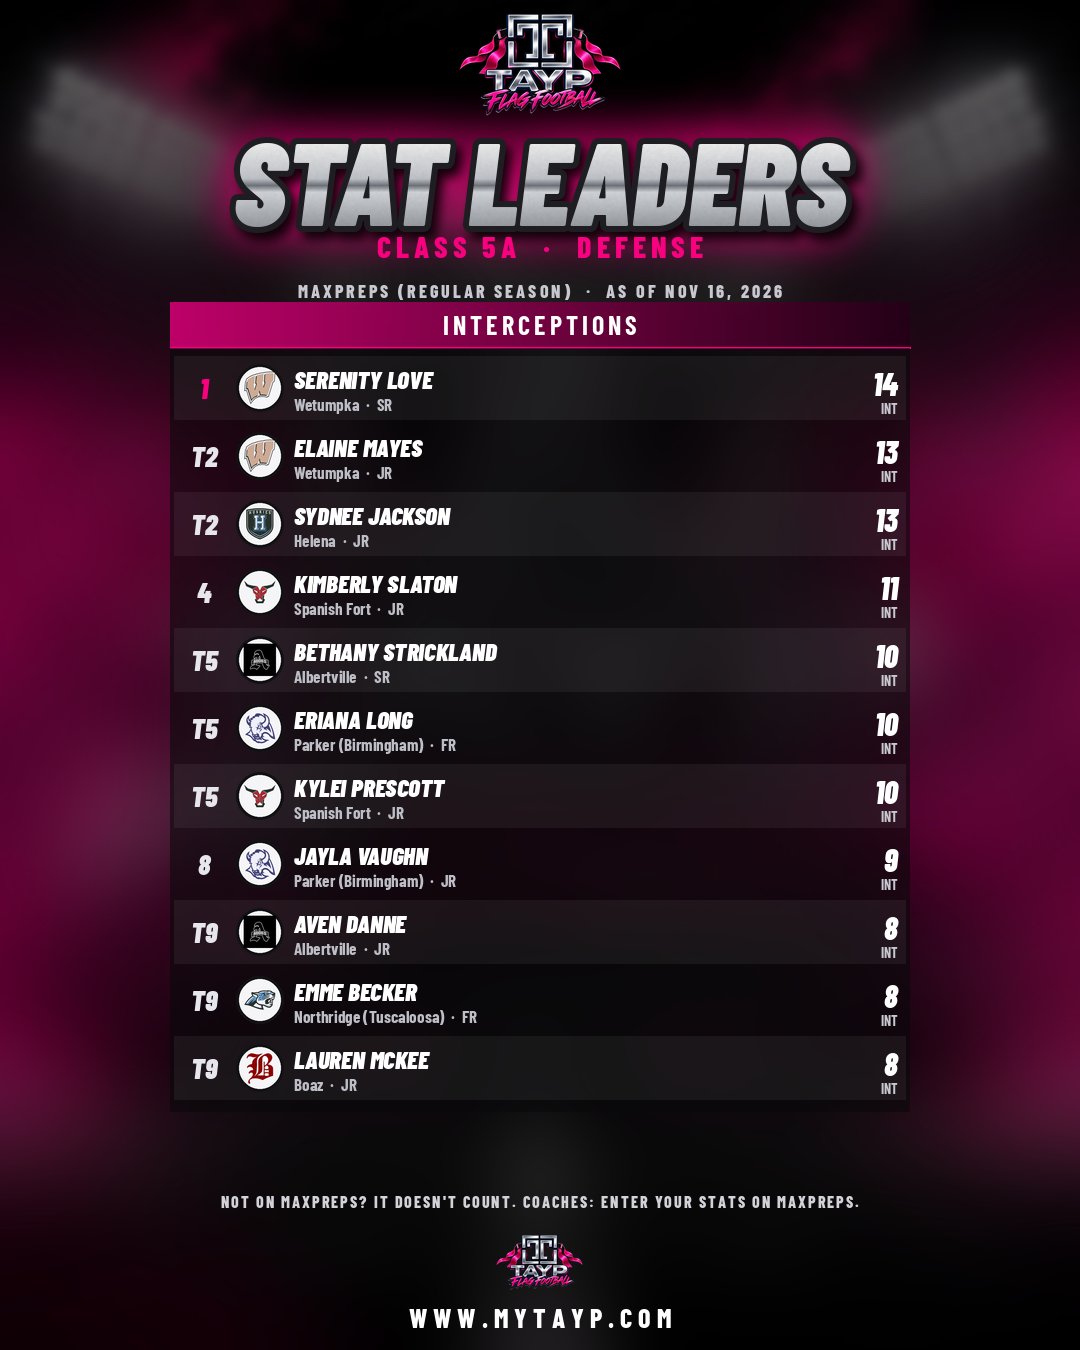 TAYP
FLAG FOOTBALL
STAT LEADERS
CLASS 5A · DEFENSE
MAXPREPS (REGULAR SEASON) · AS OF NOV 16, 2026
INTERCEPTIONS
1 W SERENITY LOVE 14
Wetumpka · SR INT
T2 W ELAINE MAYES 13
Wetumpka · JR INT
T2 H SYDNEE JACKSON 13
Helena · JR INT
4 KIMBERLY SLATON 11
Spanish Fort · JR INT
T5 A BETHANY STRICKLAND 10
Albertville · SR INT
T5 ERIANA LONG 10
Parker (Birmingham) · FR INT
T5 KYLEI PRESCOTT 10
Spanish Fort · JR INT
8 JAYLA VAUGHN 9
Parker (Birmingham) · JR INT
T9 A AVEN DANNE 8
Albertville · JR INT
T9 EMME BECKER 8
Northridge (Tuscaloosa) · FR INT
T9 B LAUREN MCKEE 8
Boaz · JR INT
NOT ON MAXPREPS? IT DOESN'T COUNT. COACHES: ENTER YOUR STATS ON MAXPREPS.
TAYP
FLAG FOOTBALL
WWW.MYTAYP.COM